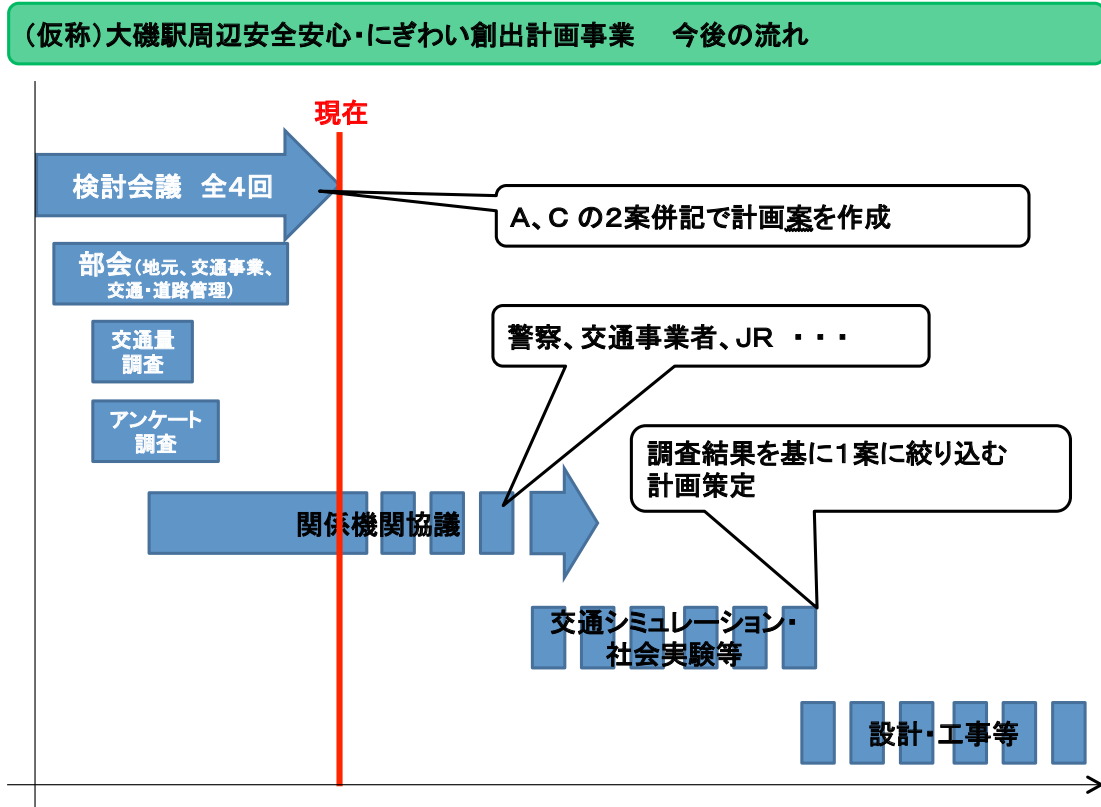 (仮称)大磯駅周辺安全安心・にぎわい創出計画事業　今後の流れ
現在
検討会議　全４回
A、C の２案併記で計画案を作成
部会(地元、交通事業、
交通・道路管理)
警察、交通事業者、JR ・・・
交通量
調査
アンケート
調査
調査結果を基に１案に絞り込む
計画策定
関係機関協議
交通シミュレーション・
社会実験等
設計・工事等